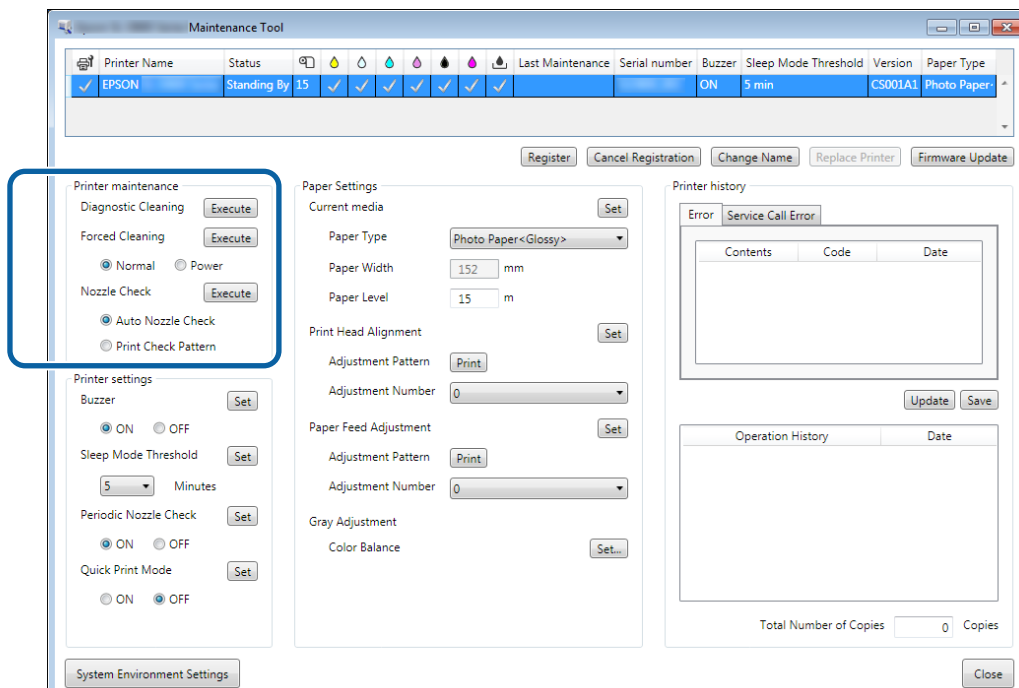 Maintenance Tool
Printer Name Status Last Maintenance Serial number Buzzer Sleep Mode Threshold Version Paper Type
EPSON Standing By 15 ON 5 min CS001A1 Photo Paper
Register Cancel Registration Change Name Replace Printer Firmware Update
Printer maintenance
Diagnostic Cleaning Execute
Forced Cleaning Execute
Normal Power
Nozzle Check Execute
Auto Nozzle Check
Print Check Pattern
Printer settings
Buzzer Set
ON OFF
Sleep Mode Threshold Set
5 Minutes
Periodic Nozzle Check Set
ON OFF
Quick Print Mode Set
ON OFF
Paper Settings
Current media Set
Paper Type Photo Paper<Glossy>
Paper Width 152 mm
Paper Level 15 m
Print Head Alignment Set
Adjustment Pattern Print
Adjustment Number 0
Paper Feed Adjustment Set
Adjustment Pattern Print
Adjustment Number 0
Gray Adjustment
Color Balance Set...
Printer history
Error Service Call Error
Contents Code Date
Update Save
Operation History Date
Total Number of Copies 0 Copies
System Environment Settings Close